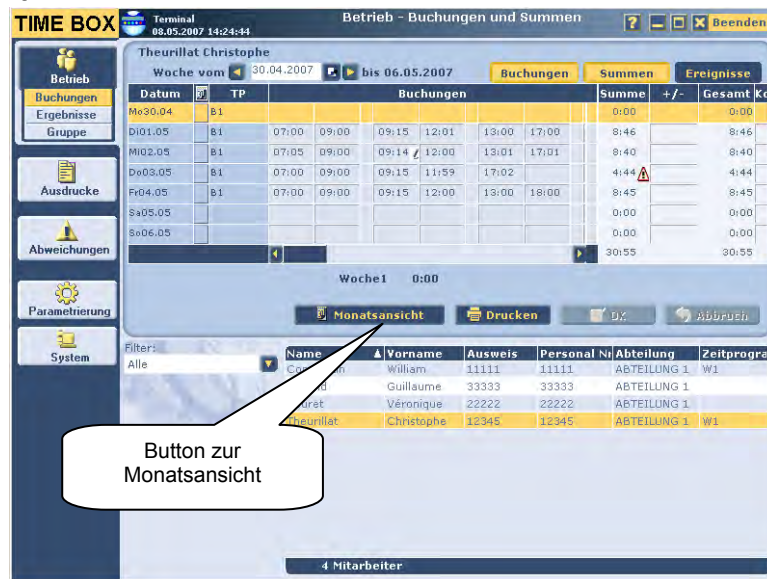 TIME BOX Terminal 08.05.2007 14:24:44 Betrieb - Buchungen und Summen Beenden
Betrieb
Buchungen
Ergebnisse
Gruppe
Ausdrucke
Abweichungen
Parametrierung
System
Theurillat Christophe
Woche vom 30.04.2007 bis 06.05.2007 Buchungen Summen Ereignisse
Datum TP Buchungen Summe +/- Gesamt Ko
Mo30.04 B1 0:00 0:00
Di01.05 B1 07:00 09:00 09:15 12:01 13:00 17:00 8:46 8:46
Mi02.05 B1 07:05 09:00 09:14 12:00 13:01 17:01 8:40 8:40
Do03.05 B1 07:00 09:00 09:15 11:59 17:02 4:44 4:44
Fr04.05 B1 07:00 09:00 09:15 12:00 13:00 18:00 8:45 8:45
Sa05.05 0:00 0:00
So06.05 0:00 0:00
30:55 30:55
Woche1 0:00
Monatsansicht Drucken OK Abbruch
Filter:
Alle
Name Vorname Ausweis Personal Nr Abteilung Zeitprogra
William 11111 11111 ABTEILUNG 1 W1
Guillaume 33333 33333 ABTEILUNG 1
Véronique 22222 22222 ABTEILUNG 1
Theurillat Christophe 12345 12345 ABTEILUNG 1 W1
Button zur
Monatsansicht
4 Mitarbeiter